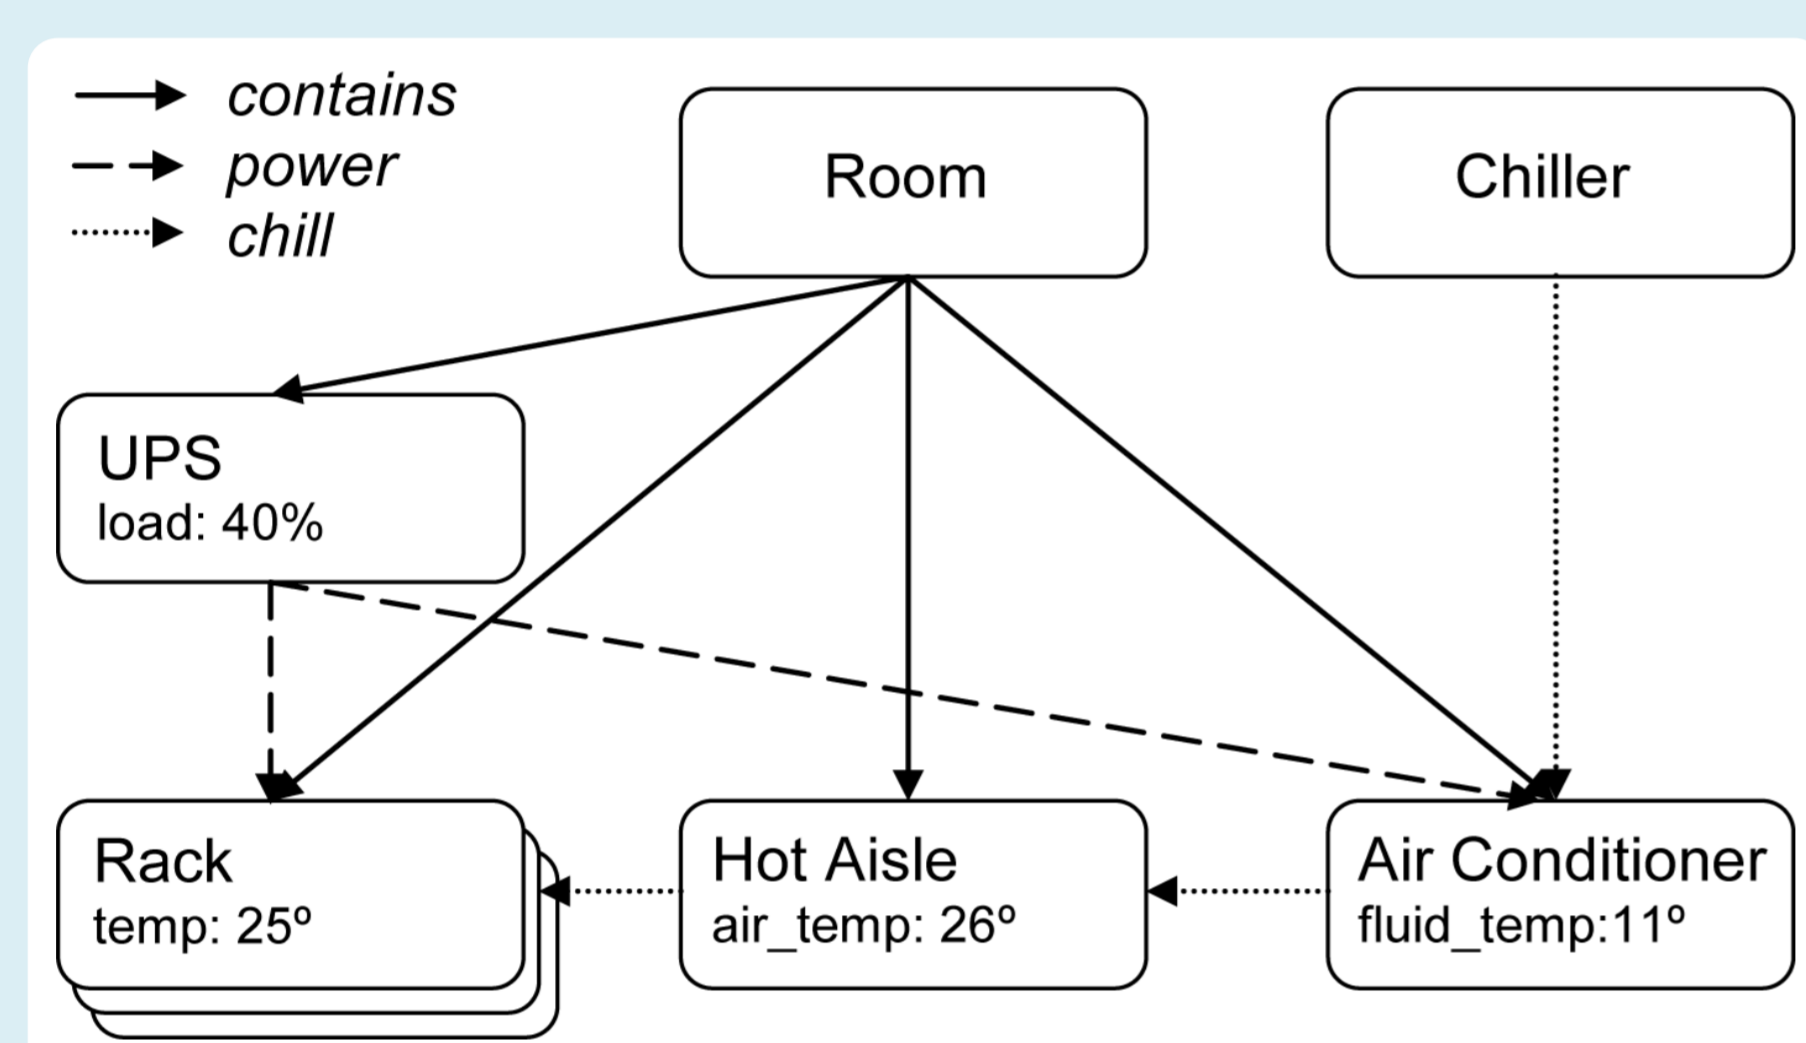 contains
power
chill
Room
Chiller
UPS
load: 40%
Rack
temp: 25º
Hot Aisle
air_temp: 26º
Air Conditioner
fluid_temp:11º